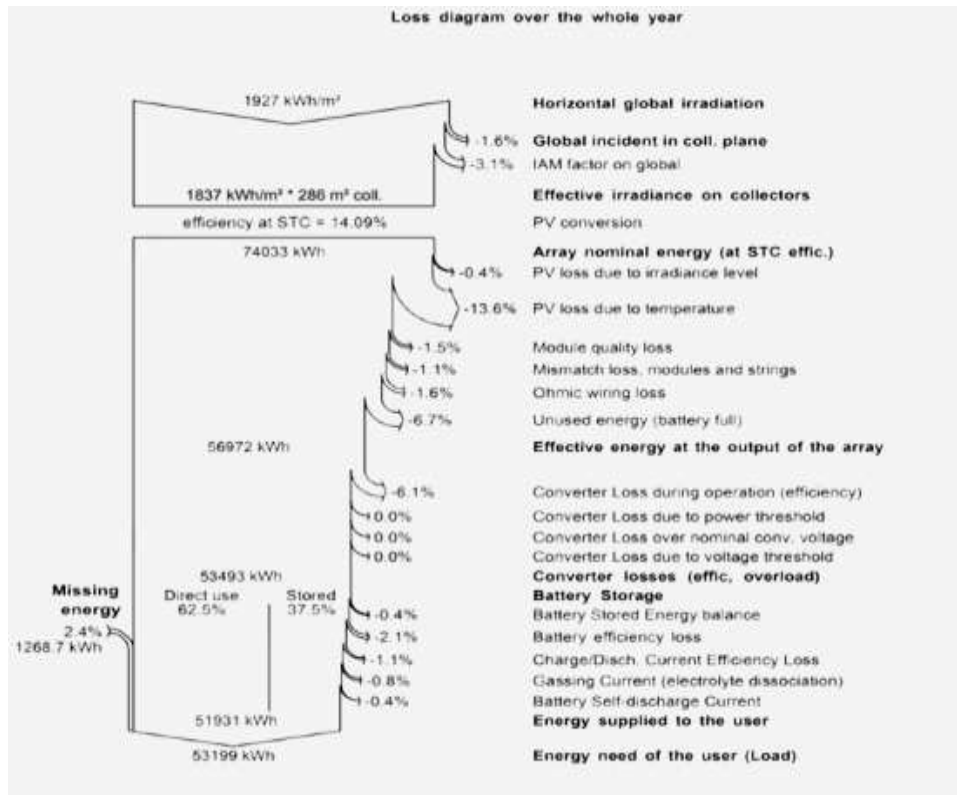 Loss diagram over the whole year
1927 kWh/m² Horizontal global irradiation
-1.6% Global incident in coll. plane
-3.1% IAM factor on global
1837 kWh/m² * 286 m² coll. Effective irradiance on collectors
efficiency at STC = 14.09% PV conversion
74033 kWh Array nominal energy (at STC effic.)
-0.4% PV loss due to irradiance level
-13.6% PV loss due to temperature
-1.5% Module quality loss
-1.1% Mismatch loss, modules and strings
-1.6% Ohmic wiring loss
-6.7% Unused energy (battery full)
56972 kWh Effective energy at the output of the array
-6.1% Converter Loss during operation (efficiency)
0.0% Converter Loss due to power threshold
0.0% Converter Loss over nominal conv. voltage
0.0% Converter Loss due to voltage threshold
53493 kWh Converter losses (effic, overload)
Missing Direct use Stored Battery Storage
energy 62.5% 37.5% -0.4% Battery Stored Energy balance
2.4% -2.1% Battery efficiency loss
1268.7 kWh -1.1% Charge/Disch. Current Efficiency Loss
-0.8% Gassing Current (electrolyte dissociation)
-0.4% Battery Self-discharge Current
51931 kWh Energy supplied to the user
53199 kWh Energy need of the user (Load)